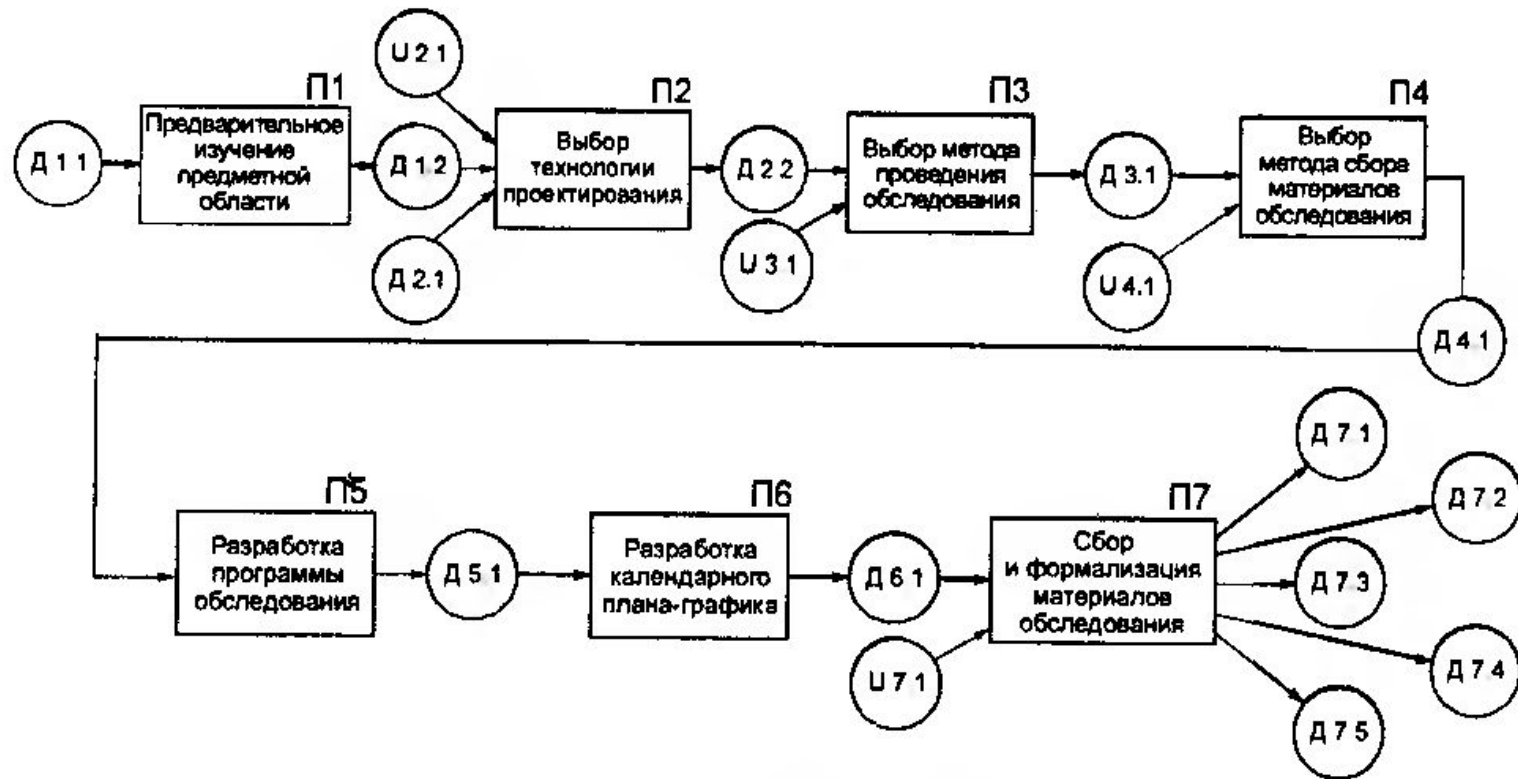 U 2 1
П1
П2
П3
П4
Д 1 1
Предварительное
изучение
предметной
области
Д 1.2
Выбор
технологии
проектирования
Д 2 2
Выбор метода
проведения
обследования
Д 3.1
Выбор
метода сбора
материалов
обследования
Д 2.1
U 3 1
U 4.1
Д 4.1
П5
П6
П7
Д 7 1
Д 7.2
Разработка
программы
обследования
Д 5.1
Разработка
календарного
плана-графика
Д 6 1
Сбор
и формализация
материалов
обследования
Д 7.3
U 7 1
Д 7.4
Д 7 5